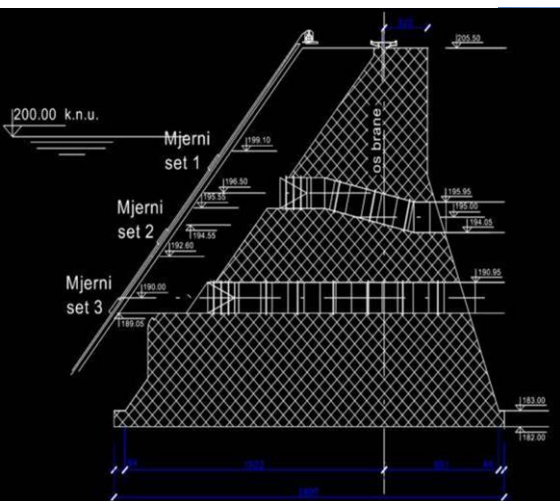 205.50
os brane
200.00 k.n.u.
Mjerni
set 1
199.10
196.50
195.55
195.95
195.00
194.05
Mjerni
set 2
194.55
192.60
190.95
Mjerni
set 3
190.00
189.05
183.00
182.00